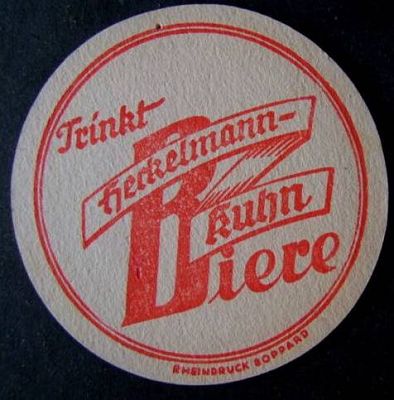 Trinkt
Heckelmann-
Kuhn
Biere
RHEINDRUCK BOPPARD